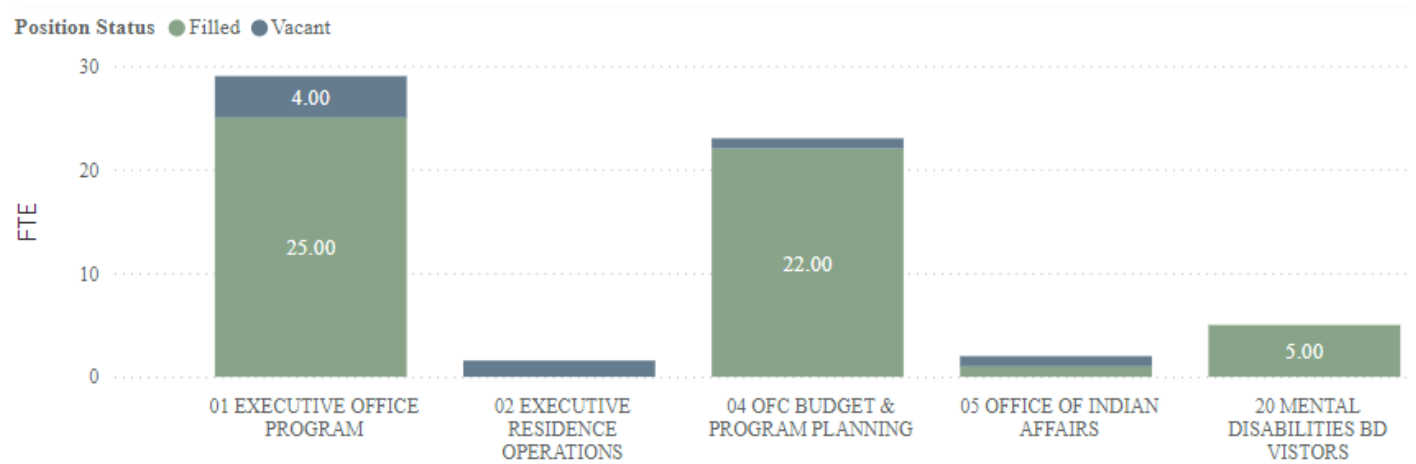 Position Status Filled Vacant
30
4.00
20
FTE
25.00
22.00
10
5.00
0
01 EXECUTIVE OFFICE
PROGRAM
02 EXECUTIVE
RESIDENCE
OPERATIONS
04 OFC BUDGET &
PROGRAM PLANNING
05 OFFICE OF INDIAN
AFFAIRS
20 MENTAL
DISABILITIES BD
VISTORS